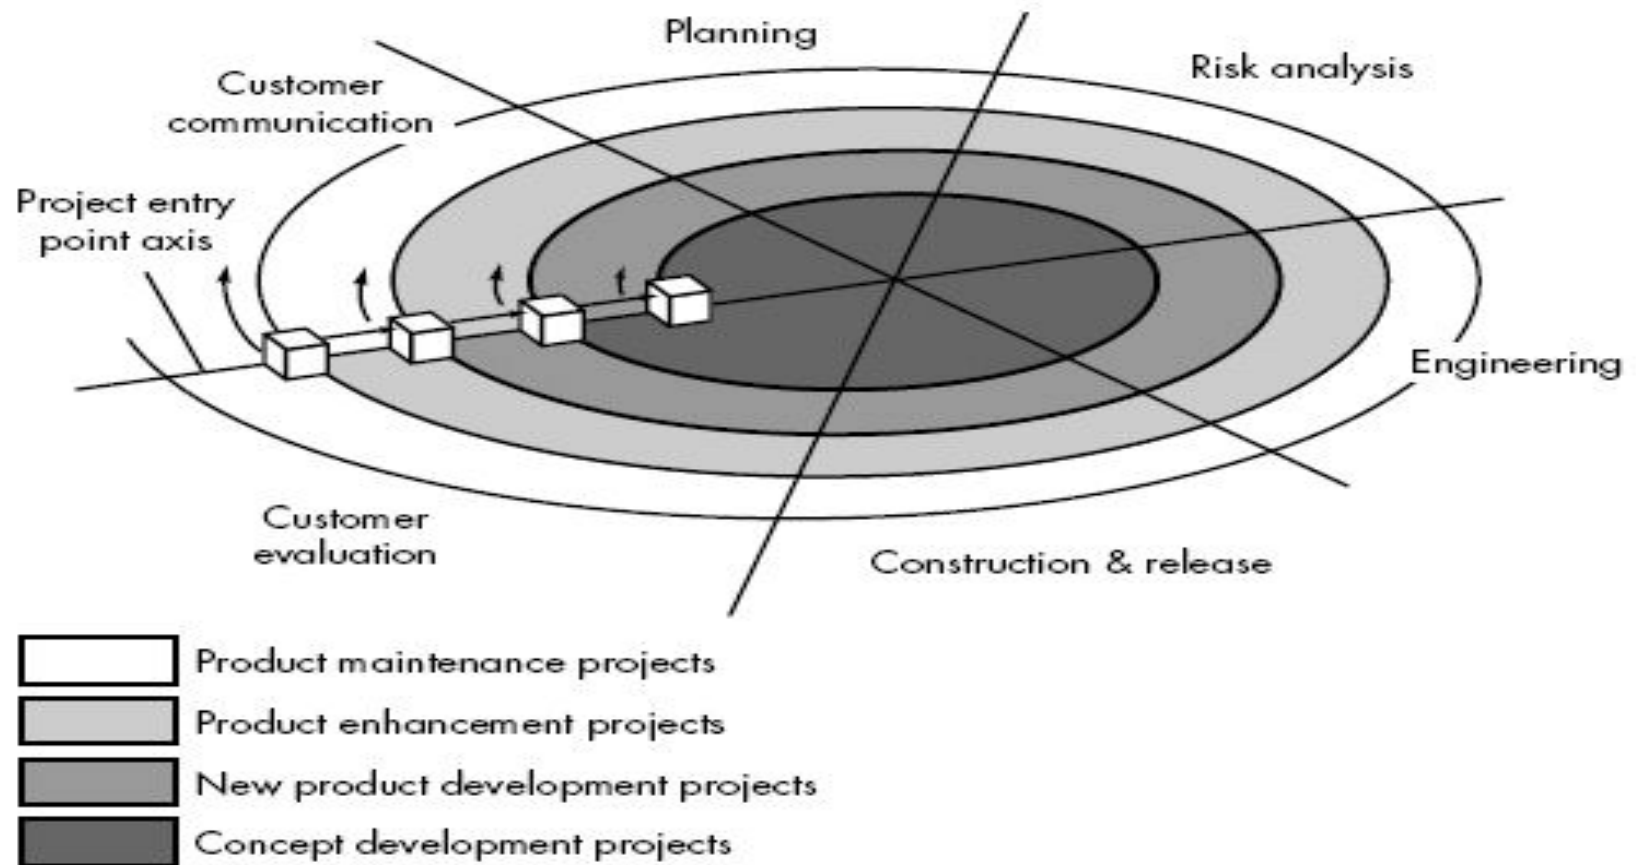 Planning
Risk analysis
Customer
communication
Project entry
point axis
Engineering
Customer
evaluation
Construction & release
Product maintenance projects
Product enhancement projects
New product development projects
Concept development projects